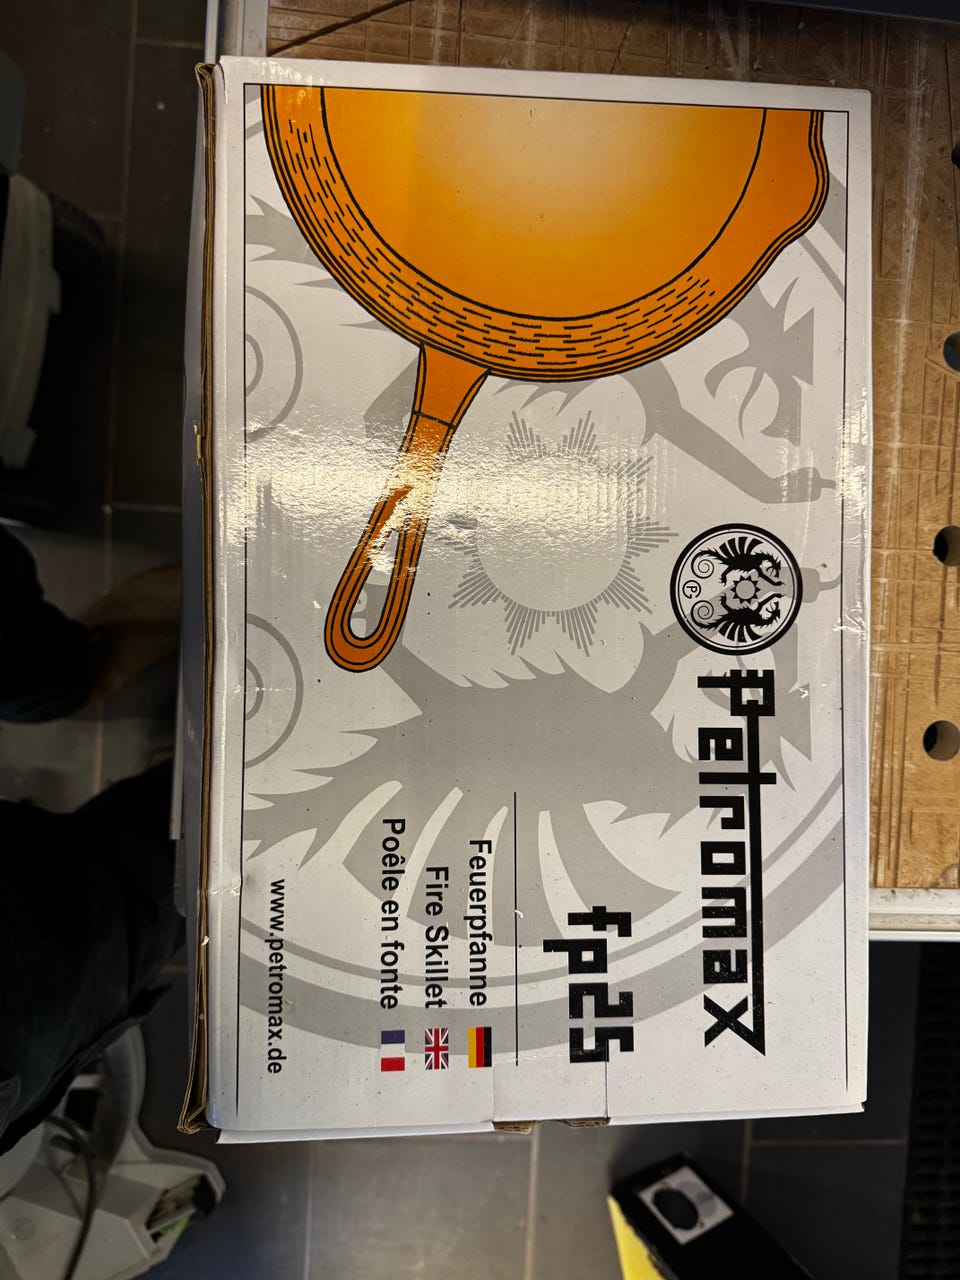 Petromax
fp25
Feuerpfanne
Fire Skillet
Poêle en fonte
www.petromax.de